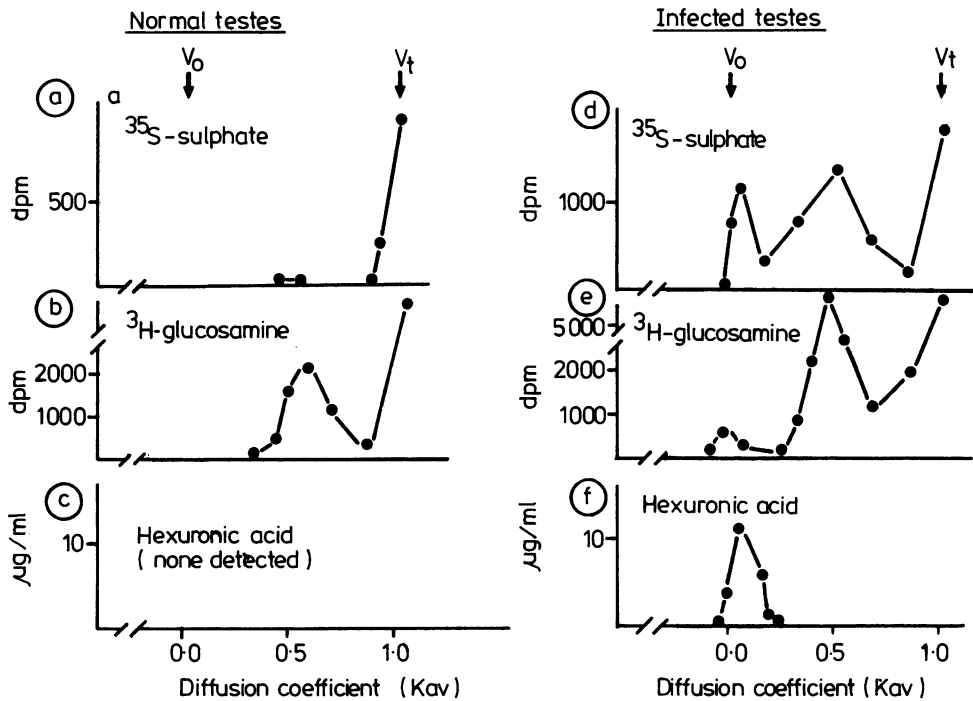 Normal testes
Infected testes
Vo
Vt
Vo
Vt
a
a
35S-sulphate
dpm
500
d
35S-sulphate
dpm
1000
b
3H-glucosamine
dpm
2000
1000
e
3H-glucosamine
dpm
5000
2000
1000
c
Hexuronic acid
( none detected )
µg/ml
10
f
Hexuronic acid
µg/ml
10
0·0
0·5
1·0
Diffusion coefficient (Kav)
0·0
0·5
1·0
Diffusion coefficient (Kav)